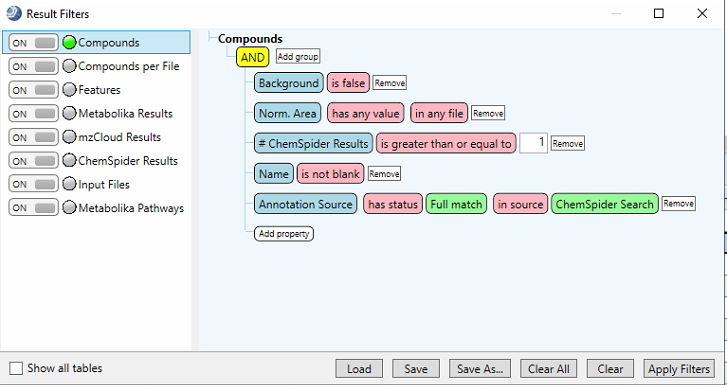 Result Filters
ON Compounds
ON Compounds per File
ON Features
ON Metabolika Results
ON mzCloud Results
ON ChemSpider Results
ON Input Files
ON Metabolika Pathways
Compounds
AND Add group
Background is false Remove
Norm. Area has any value in any file Remove
# ChemSpider Results is greater than or equal to 1 Remove
Name is not blank Remove
Annotation Source has status Full match in source ChemSpider Search Remove
Add property
Show all tables Load Save Save As... Clear All Clear Apply Filters